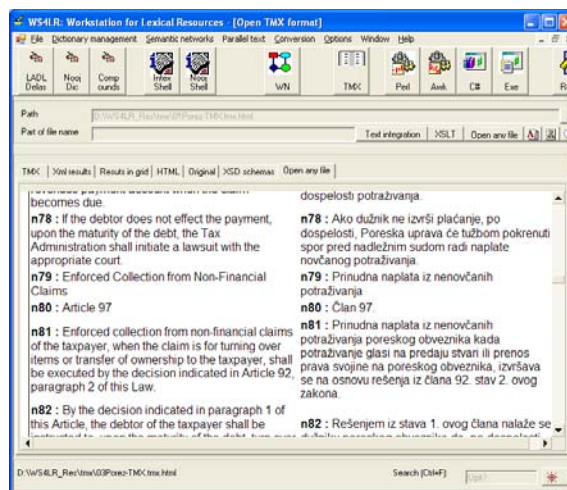 WS4LR: Workstation for Lexical Resources - [Open TMX format]
File Dictionary management Semantic networks Parallel text Conversion Options Window Help
LADL Delas
Nooj Dic
Comp ounds
Intex Shell
Nooj Shell
WN
TMX
Perl
Awk
C#
Exe
Path
D:\WS4LR_Res\tmx\03Porez-TMX.tmx.html
Part of file name
Text integration XSLT Open any file
TMX Xml results Results in grid HTML Original XSD schemas Open any file
becomes due.
n78 : If the debtor does not effect the payment,
upon the maturity of the debt, the Tax
Administration shall initiate a lawsuit with the
appropriate court.
n79 : Enforced Collection from Non-Financial
Claims
n80 : Article 97
n81 : Enforced collection from non-financial claims
of the taxpayer, when the claim is for turning over
items or transfer of ownership to the taxpayer, shall
be executed by the decision indicated in Article 92,
paragraph 2 of this Law.
n82 : By the decision indicated in paragraph 1 of
this Article, the debtor of the taxpayer shall be
dospelosti potraživanja.
n78 : Ako dužnik ne izvrši plaćanje, po
dospelosti, Poreska uprava će tužbom pokrenuti
spor pred nadležnim sudom radi naplate
novčanog potraživanja.
n79 : Prinudna naplata iz nenovčanih
potraživanja
n80 : Član 97.
n81 : Prinudna naplata iz nenovčanih
potraživanja poreskog obveznika kada
potraživanje glasi na predaju stvari ili prenos
prava svojine na poreskog obveznika, izvršava
se na osnovu rešenja iz člana 92. stav 2. ovog
zakona.
n82 : Rešenjem iz stava 1. ovog člana nalaže se
D:\WS4LR_Res\tmx\03Porez-TMX.tmx.html
Search (Ctrl+F)